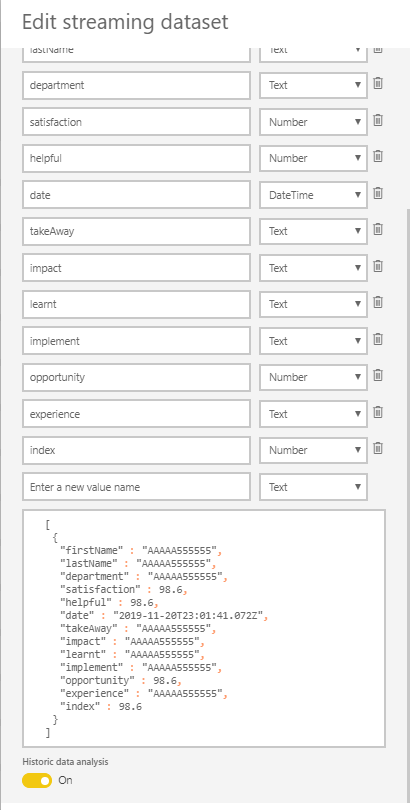 Edit streaming dataset
lastName Text
department Text
satisfaction Number
helpful Number
date DateTime
takeAway Text
impact Text
learnt Text
implement Text
opportunity Number
experience Text
index Number
Enter a new value name Text
[
{
"firstName" : "AAAAA555555",
"lastName" : "AAAAA555555",
"department" : "AAAAA555555",
"satisfaction" : 98.6,
"helpful" : 98.6,
"date" : "2019-11-20T23:01:41.072Z",
"takeAway" : "AAAAA555555",
"impact" : "AAAAA555555",
"learnt" : "AAAAA555555",
"implement" : "AAAAA555555",
"opportunity" : 98.6,
"experience" : "AAAAA555555",
"index" : 98.6
}
]
Historic data analysis
On